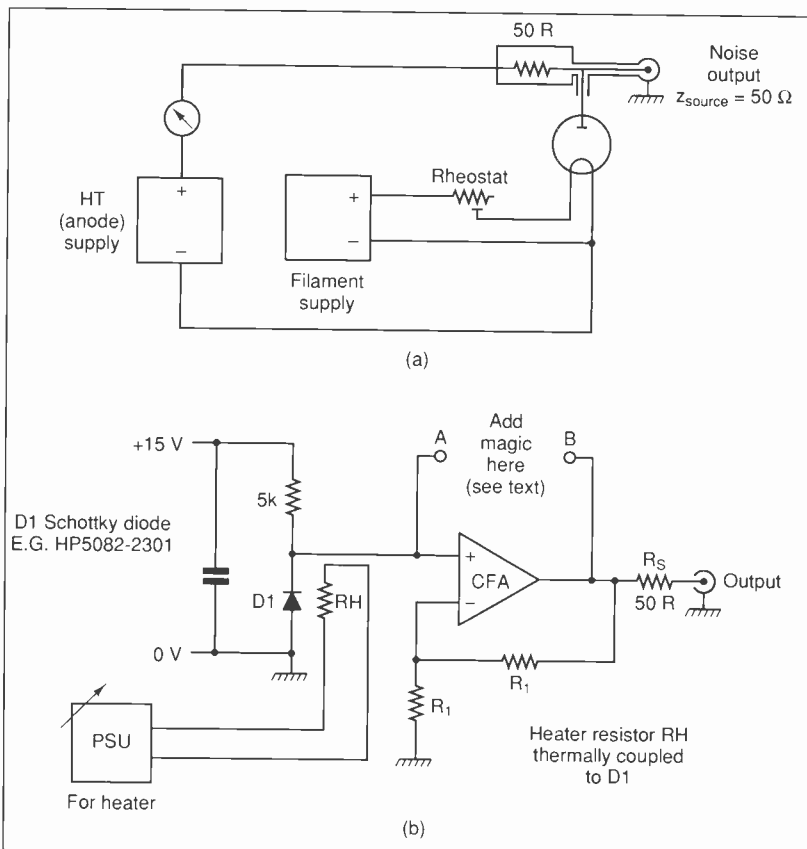 50 R
Noise
output
z_source = 50 Ω
Rheostat
HT
(anode)
supply
+
−
+
−
Filament
supply
(a)
+15 V
5k
D1 Schottky diode
E.G. HP5082-2301
D1
RH
0 V
PSU
For heater
A
Add
magic
here
(see text)
B
+
CFA
−
R_S
50 R
Output
R_1
R_1
Heater resistor RH
thermally coupled
to D1
(b)